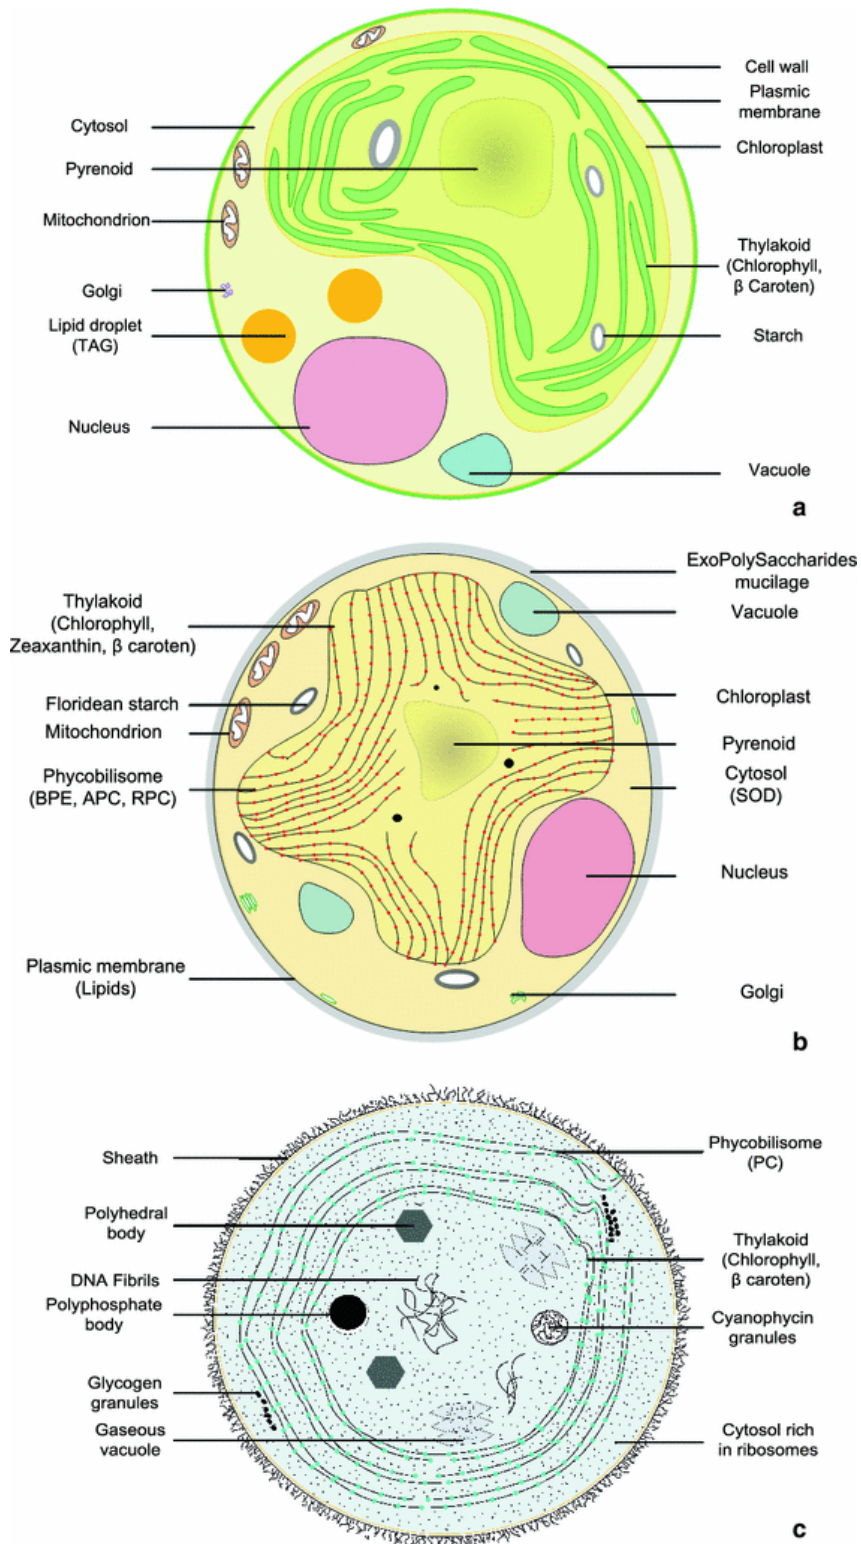 Cell wall
Plasmic
membrane
Cytosol
Chloroplast
Pyrenoid
Mitochondrion
Thylakoid
(Chlorophyll,
β Caroten)
Golgi
Lipid droplet
(TAG)
Starch
Nucleus
Vacuole
a
ExoPolySaccharides
mucilage
Thylakoid
(Chlorophyll,
Zeaxanthin, β caroten)
Vacuole
Floridean starch
Chloroplast
Mitochondrion
Pyrenoid
Phycobilisome
(BPE, APC, RPC)
Cytosol
(SOD)
Nucleus
Plasmic membrane
(Lipids)
Golgi
b
Phycobilisome
(PC)
Sheath
Polyhedral
body
Thylakoid
(Chlorophyll,
β caroten)
DNA Fibrils
Polyphosphate
body
Cyanophycin
granules
Glycogen
granules
Gaseous
vacuole
Cytosol rich
in ribosomes
c